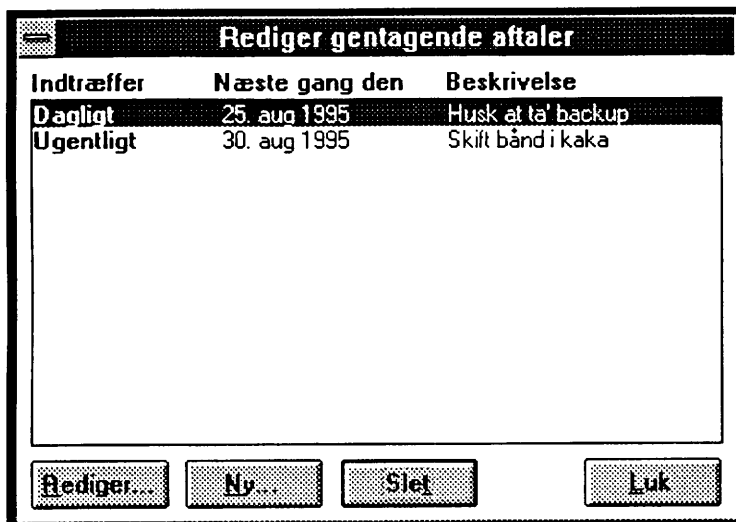 Rediger gentagende aftaler
Indtræffer Næste gang den Beskrivelse
Dagligt 25. aug 1995 Husk at ta' backup
Ugentligt 30. aug 1995 Skift bånd i kaka
Rediger... Ny... Slet Luk